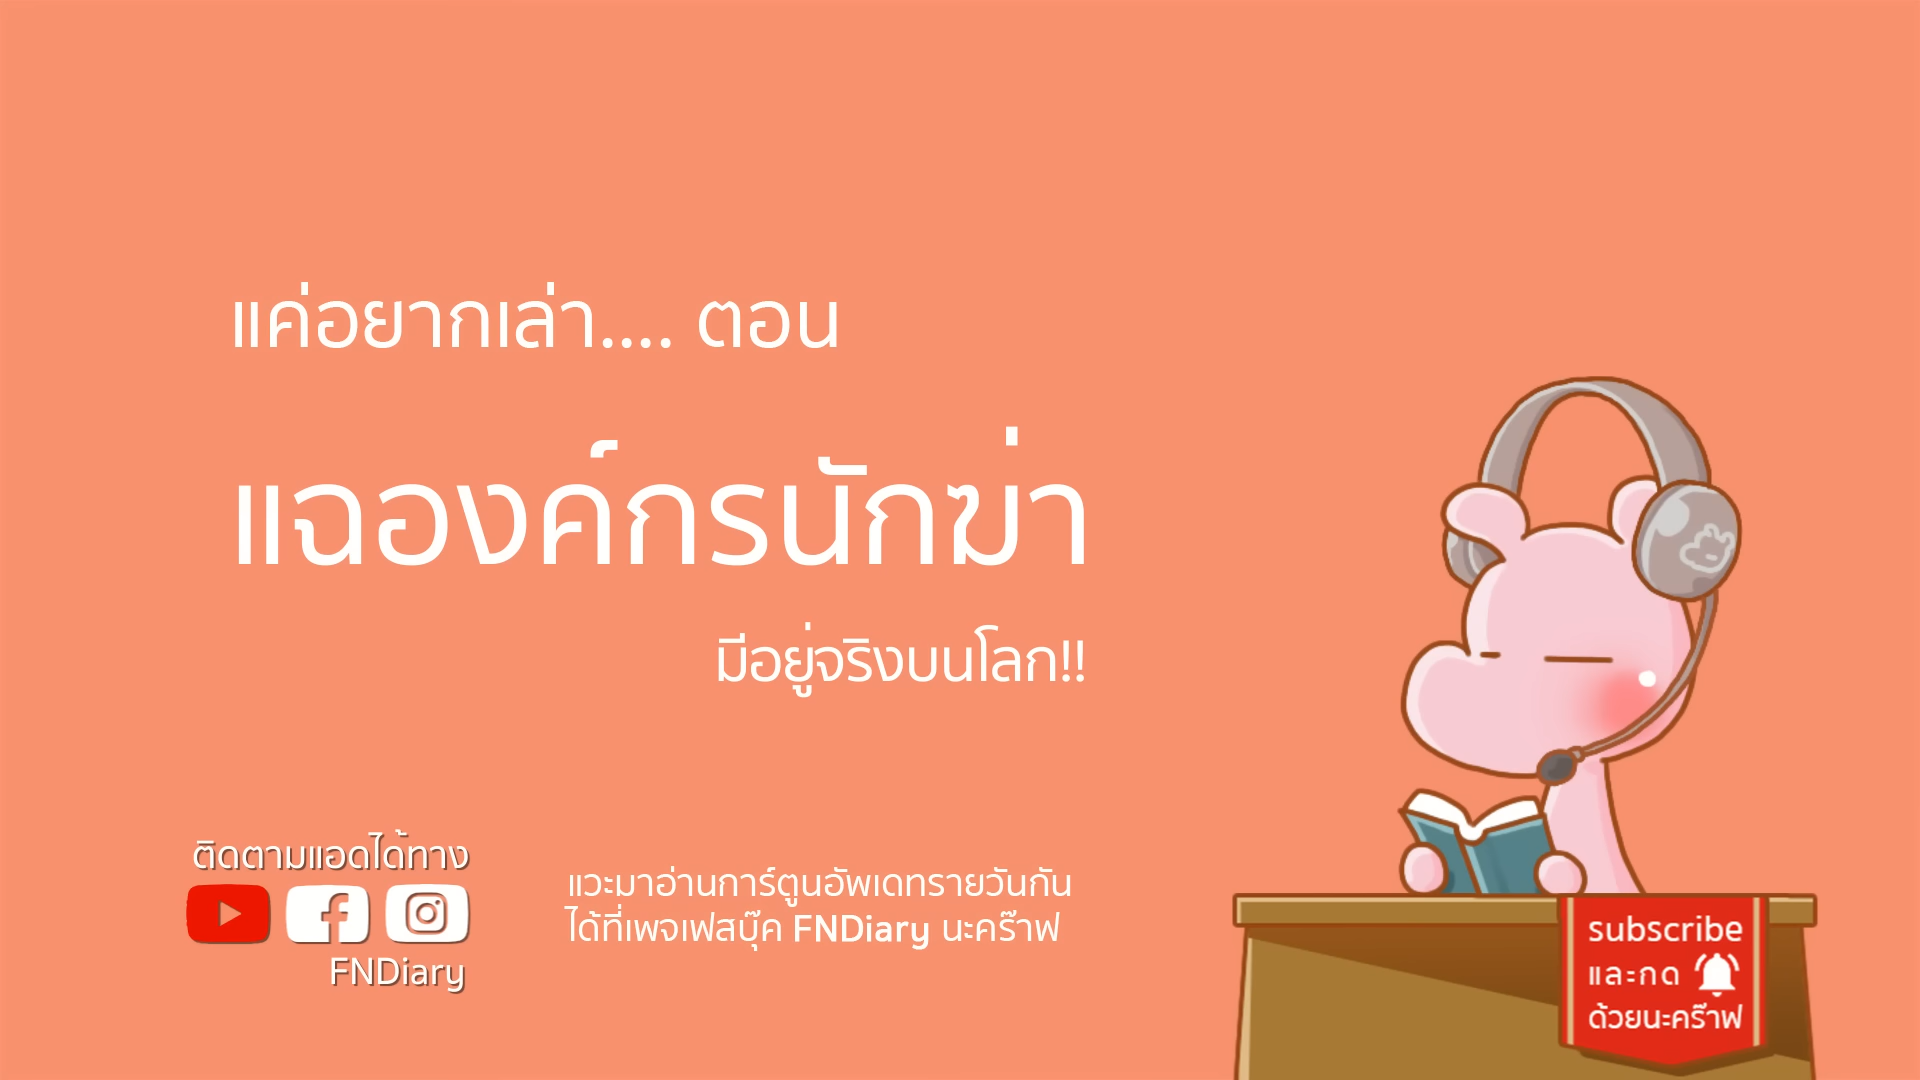 แค่อยากเล่า.... ตอน
แฉองค์กรนักฆ่า
มีอยู่จริงบนโลก!!
ติดตามแอดได้ทาง
FNDiary
แวะมาอ่านการ์ตูนอัพเดทรายวันกัน
ได้ที่เพจเฟสบุ๊ค FNDiary นะคร๊าฟ
subscribe
และกด
ด้วยนะคร๊าฟ